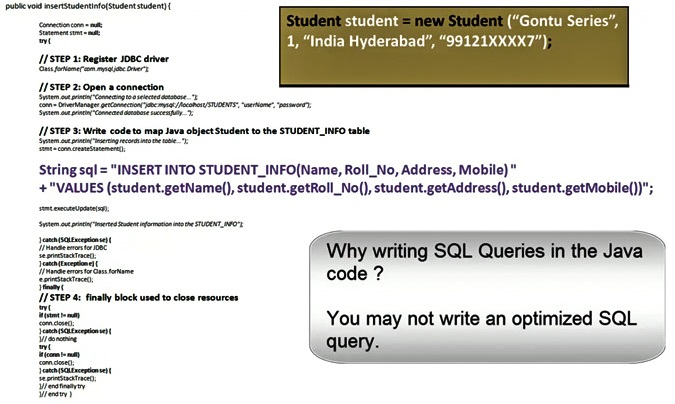 public void insertStudentInfo(Student student) {
Connection conn = null;
Statement stmt = null;
try {
// STEP 1: Register JDBC driver
Class.forName("com.mysql.jdbc.Driver");
// STEP 2: Open a connection
System.out.println("Connecting to a selected database...");
conn = DriverManager.getConnection("jdbc:mysql://localhost/STUDENTS", "userName", "password");
System.out.println("Connected database successfully...");
// STEP 3: Write code to map Java object Student to the STUDENT_INFO table
System.out.println("Inserting records into the table...");
stmt = conn.createStatement();
String sql = "INSERT INTO STUDENT_INFO(Name, Roll_No, Address, Mobile) "
+ "VALUES (student.getName(), student.getRoll_No(), student.getAddress(), student.getMobile())";
stmt.executeUpdate(sql);
System.out.println("Inserted Student information into the STUDENT_INFO");
} catch (SQLException se) {
// Handle errors for JDBC
se.printStackTrace();
} catch (Exception e) {
// Handle errors for Class.forName
e.printStackTrace();
} finally {
// STEP 4: finally block used to close resources
try {
if (stmt != null)
conn.close();
} catch (SQLException se) {
}// do nothing
try {
if (conn != null)
conn.close();
} catch (SQLException se) {
se.printStackTrace();
}// end finally try
}// end try }
Student student = new Student (“Gontu Series”,
1, “India Hyderabad”, “99121XXXX7”);
Why writing SQL Queries in the Java
code ?
You may not write an optimized SQL
query.